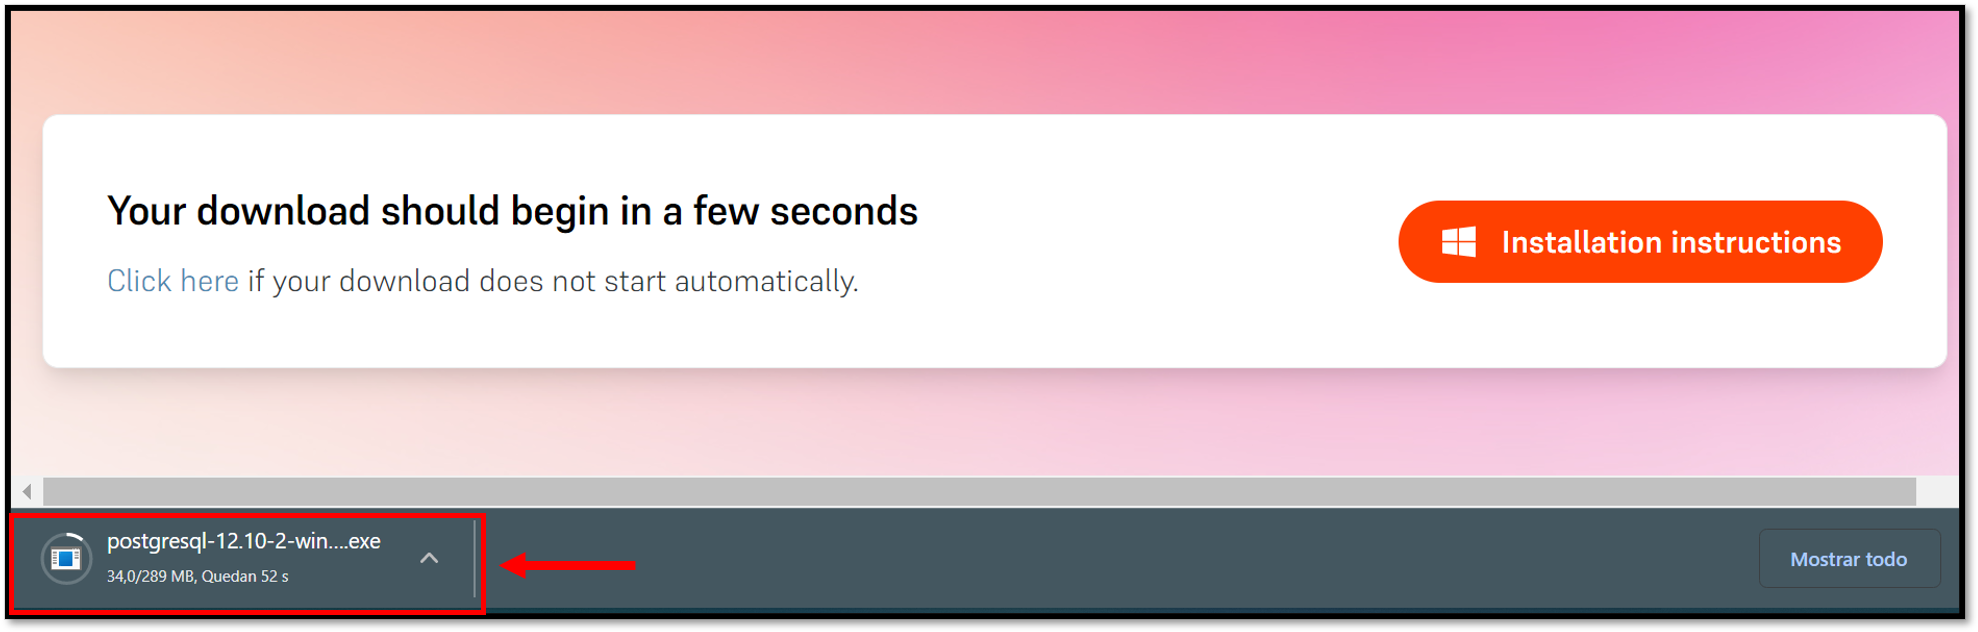 Your download should begin in a few seconds
Click here if your download does not start automatically.
Installation instructions
postgresql-12.10-2-win....exe
34,0/289 MB, Quedan 52 s
Mostrar todo